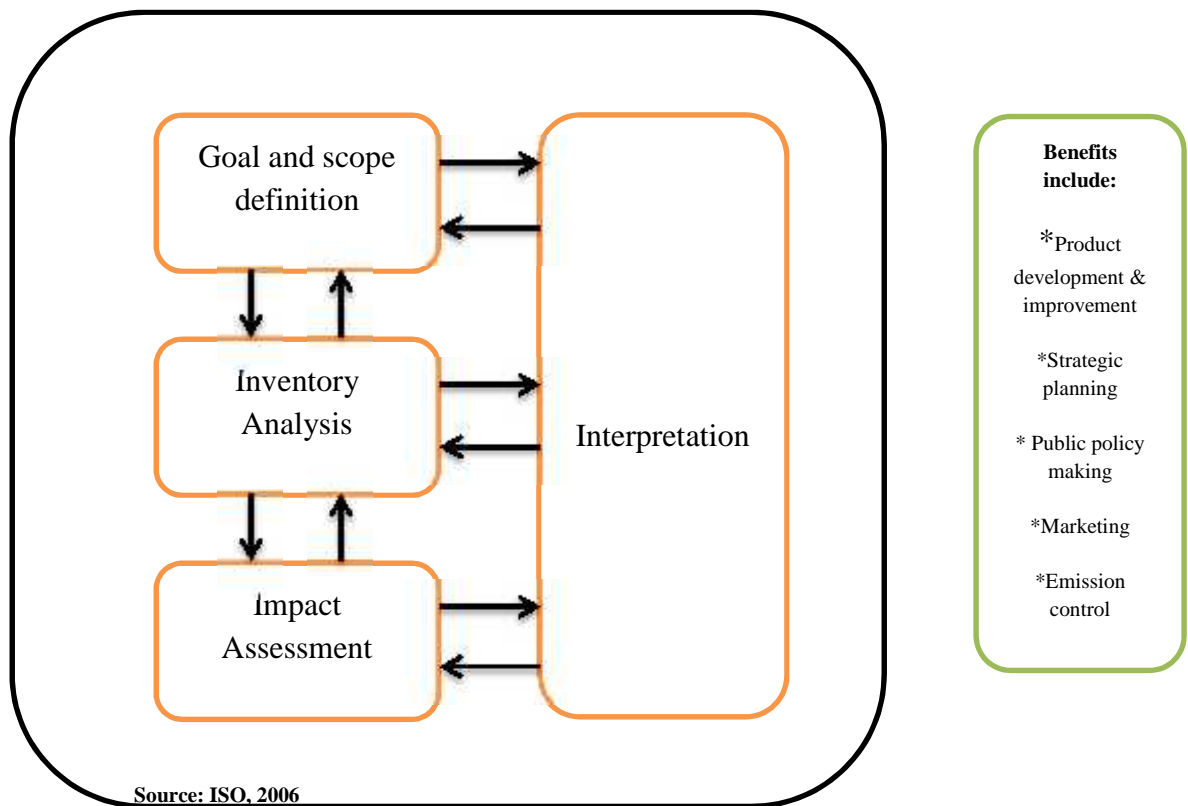 Goal and scope
definition
Inventory
Analysis
Impact
Assessment
Interpretation
Source: ISO, 2006
Benefits
include:
*Product
development &
improvement
*Strategic
planning
* Public policy
making
*Marketing
*Emission
control